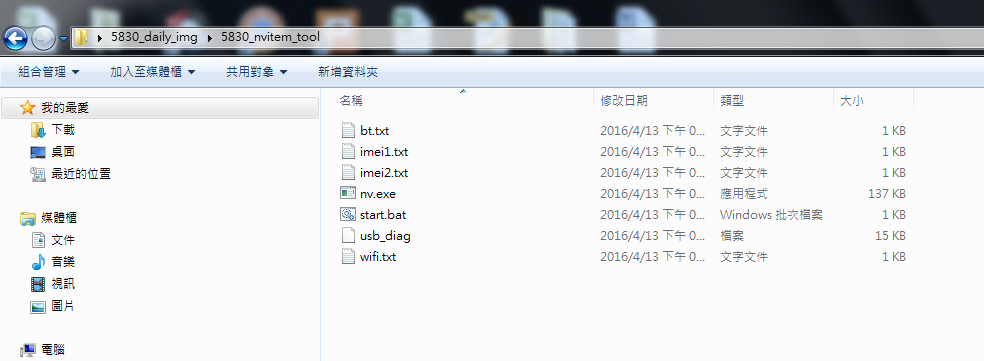 5830_daily_img 5830_nvitem_tool
組合管理 加入至媒體櫃 共用對象 新增資料夾
我的最愛
下載
桌面
最近的位置
媒體櫃
文件
音樂
視訊
圖片
電腦
名稱 修改日期 類型 大小
bt.txt 2016/4/13 下午 0... 文字文件 1 KB
imei1.txt 2016/4/13 下午 0... 文字文件 1 KB
imei2.txt 2016/4/13 下午 0... 文字文件 1 KB
nv.exe 2016/4/13 下午 0... 應用程式 137 KB
start.bat 2016/4/13 下午 0... Windows 批次檔案 1 KB
usb_diag 2016/4/13 下午 0... 檔案 15 KB
wifi.txt 2016/4/13 下午 0... 文字文件 1 KB